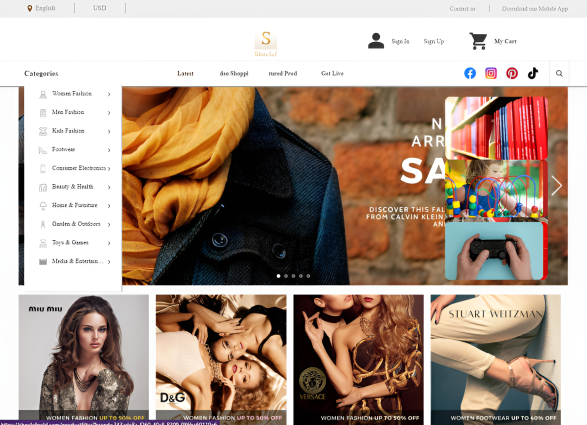 English
USD
Contact us
Download our Mobile App
S
Sign In
Sign Up
My Cart
Categories
Latest
deo Shoppi
tured Prod
Get Live
Women Fashion
Men Fashion
Kids Fashion
Footwear
Consumer Electronics
Beauty & Health
Home & Furniture
Garden & Outdoors
Toys & Games
Media & Entertain...
N
ARR
SA
DISCOVER THIS FAL
FROM CALVIN KLEIN
AN
miu miu
WOMEN FASHION UP TO 50% OFF
D&G
WOMEN FASHION UP TO 50% OFF
VERSACE
WOMEN FASHION UP TO 50% OFF
STUART WEITZMAN
WOMEN FOOTWEAR UP TO 40% OFF